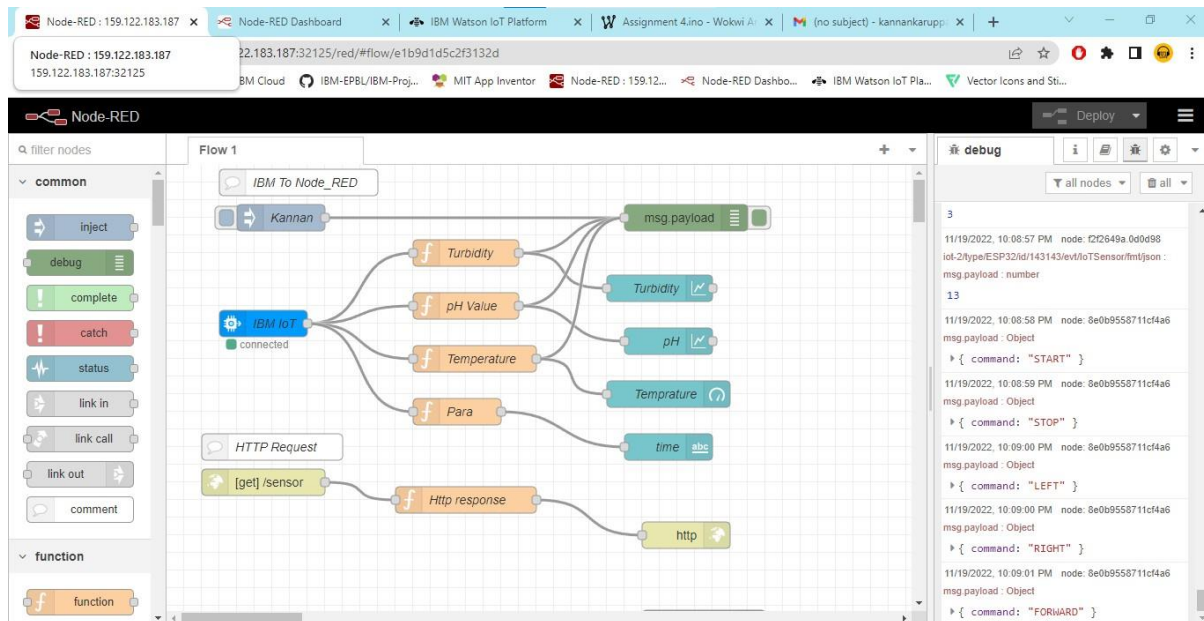 Node-RED : 159.122.183.187
Node-RED Dashboard
IBM Watson IoT Platform
Assignment 4.ino - Wokwi Ar
(no subject) - kannankarupp
Node-RED : 159.122.183.187
159.122.183.187:32125
22.183.187:32125/red/#flow/e1b9d1d5c2f3132d
BM Cloud
IBM-EPBL/IBM-Proj...
MIT App Inventor
Node-RED : 159.12...
Node-RED Dashbo...
IBM Watson IoT Pla...
Vector Icons and Sti...
Node-RED
Deploy
filter nodes
common
inject
debug
complete
catch
status
link in
link call
link out
comment
function
function
Flow 1
IBM To Node_RED
Kannan
msg.payload
Turbidity
Turbidity
pH Value
IBM IoT
connected
pH
Temperature
Temprature
Para
HTTP Request
time
abc
[get] /sensor
Http response
http
debug
all nodes
all
3
11/19/2022, 10:08:57 PM node: f2f2649a.0d0d98
iot-2/type/ESP32/id/143143/evt/IoTSensor/fmt/json :
msg.payload : number
13
11/19/2022, 10:08:58 PM node: 8e0b9558711cf4a6
msg.payload : Object
{ command: "START" }
11/19/2022, 10:08:59 PM node: 8e0b9558711cf4a6
msg.payload : Object
{ command: "STOP" }
11/19/2022, 10:09:00 PM node: 8e0b9558711cf4a6
msg.payload : Object
{ command: "LEFT" }
11/19/2022, 10:09:00 PM node: 8e0b9558711cf4a6
msg.payload : Object
{ command: "RIGHT" }
11/19/2022, 10:09:01 PM node: 8e0b9558711cf4a6
msg.payload : Object
{ command: "FORWARD" }